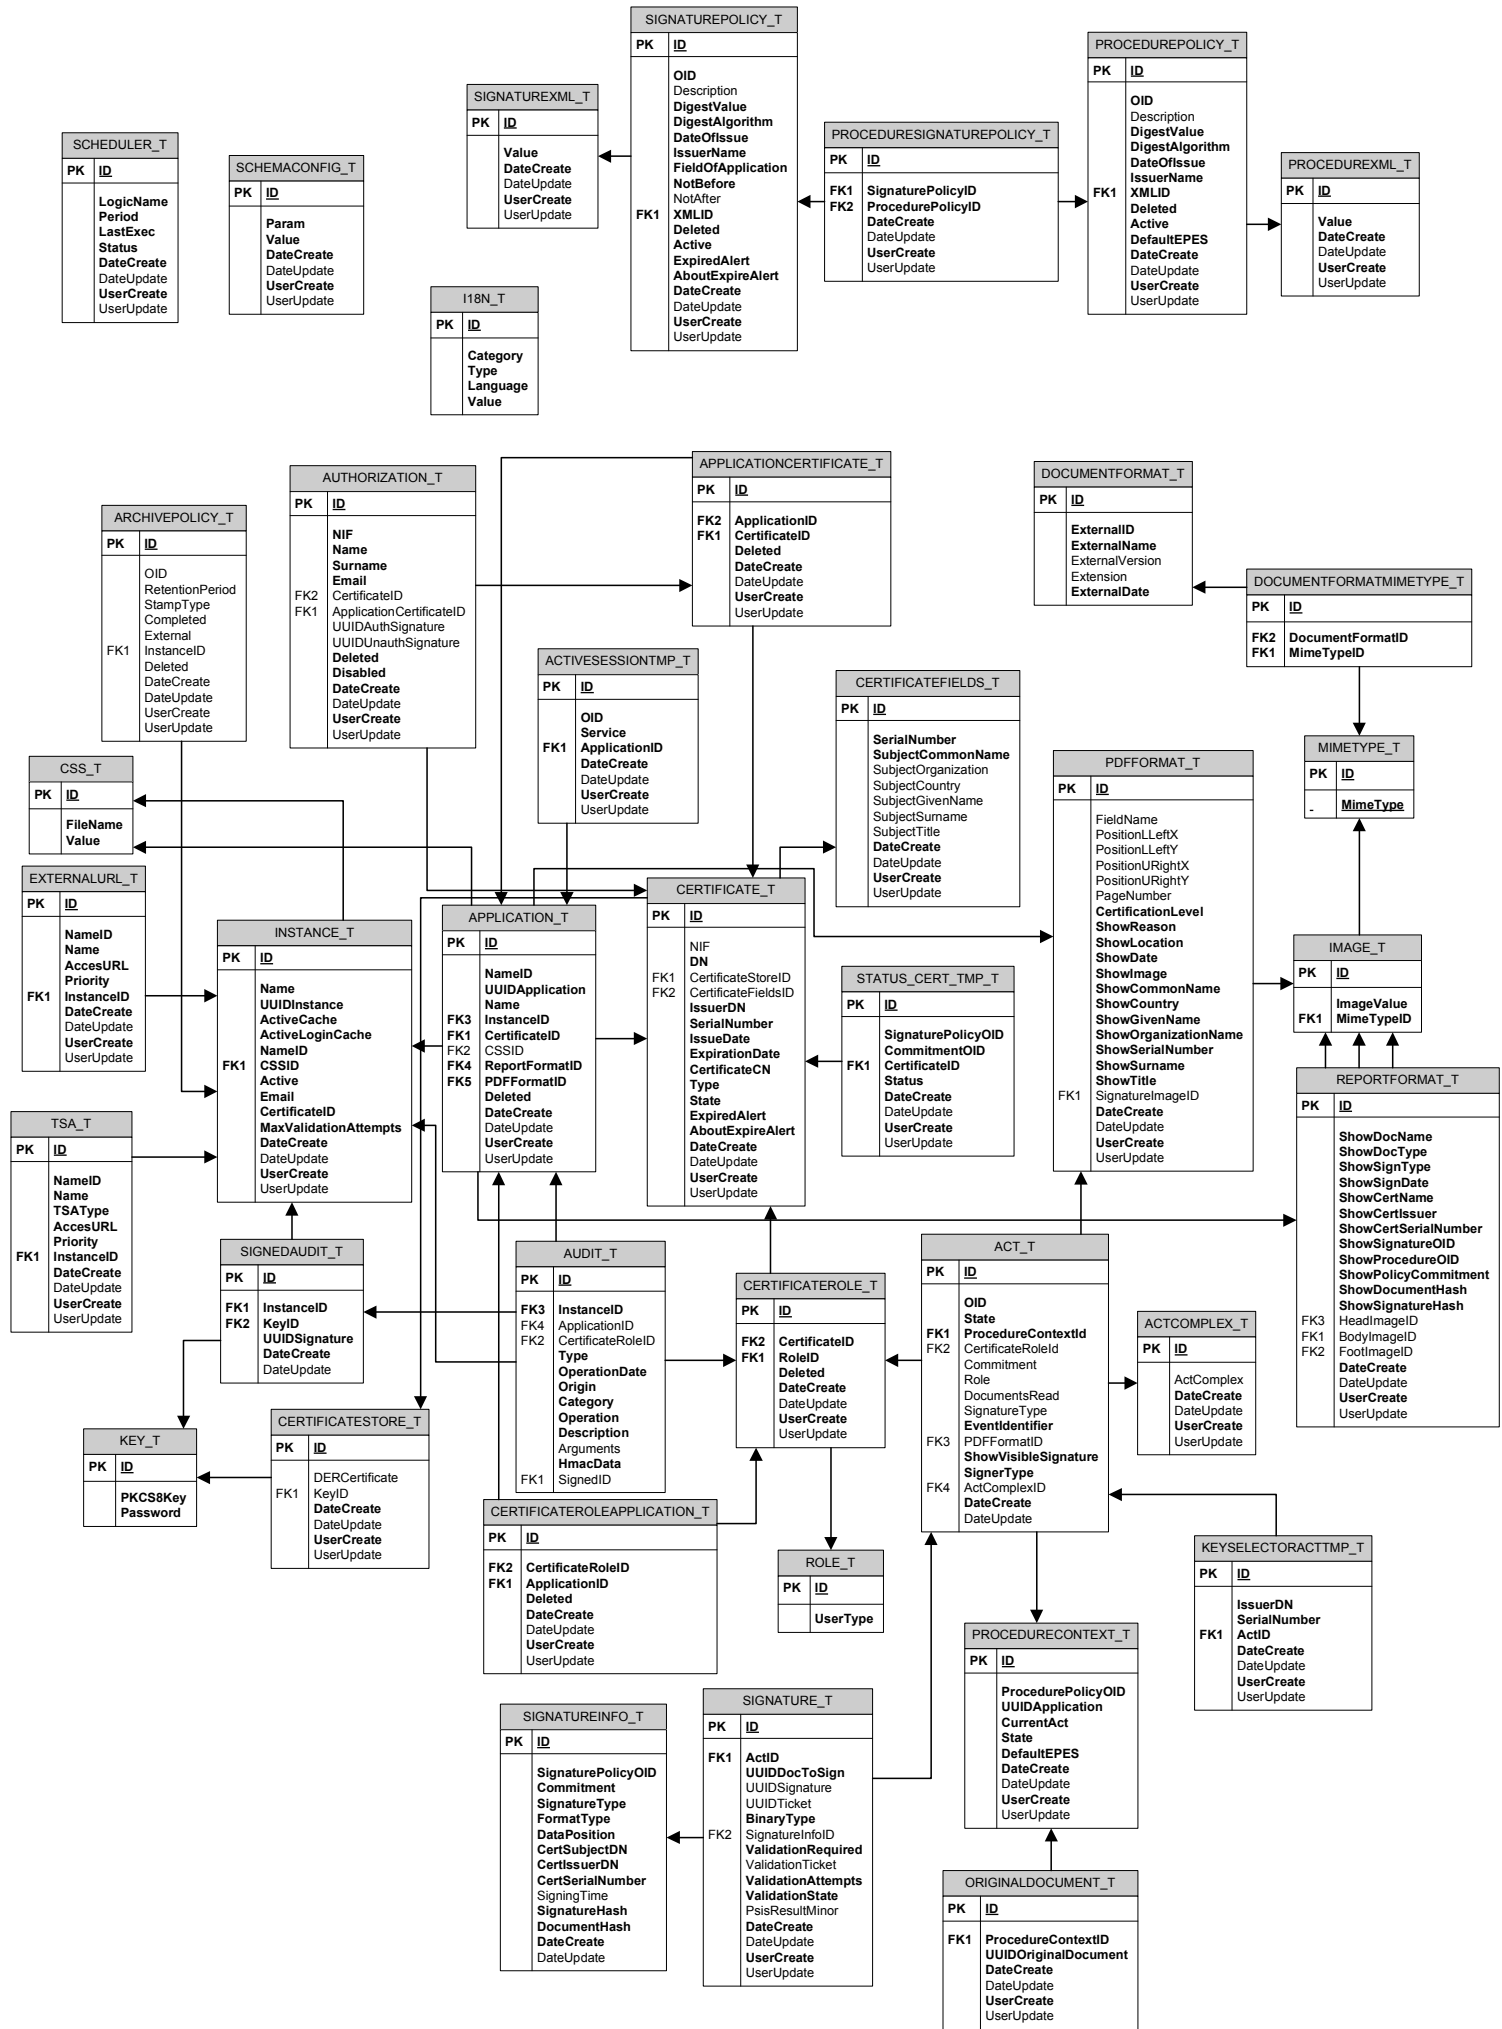 SIGNATUREPOLICY_T
PK ID
OID
Description
DigestValue
DigestAlgorithm
DateOfIssue
IssuerName
FieldOfApplication
NotBefore
NotAfter
FK1 XMLID
Deleted
Active
ExpiredAlert
AboutExpireAlert
DateCreate
DateUpdate
UserCreate
UserUpdate
PROCEDUREPOLICY_T
PK ID
OID
Description
DigestValue
DigestAlgorithm
DateOfIssue
IssuerName
FK1 XMLID
Deleted
Active
DefaultEPES
DateCreate
DateUpdate
UserCreate
UserUpdate
SIGNATUREXML_T
PK ID
Value
DateCreate
DateUpdate
UserCreate
UserUpdate
PROCEDURESIGNATUREPOLICY_T
PK ID
FK1 SignaturePolicyID
FK2 ProcedurePolicyID
DateCreate
DateUpdate
UserCreate
UserUpdate
SCHEDULER_T
PK ID
LogicName
Period
LastExec
Status
DateCreate
DateUpdate
UserCreate
UserUpdate
SCHEMACONFIG_T
PK ID
Param
Value
DateCreate
DateUpdate
UserCreate
UserUpdate
PROCEDUREXML_T
PK ID
Value
DateCreate
DateUpdate
UserCreate
UserUpdate
I18N_T
PK ID
Category
Type
Language
Value
AUTHORIZATION_T
PK ID
NIF
Name
Surname
Email
FK2 CertificateID
FK1 ApplicationCertificateID
UUIDAuthSignature
UUIDUnauthSignature
Deleted
Disabled
DateCreate
DateUpdate
UserCreate
UserUpdate
APPLICATIONCERTIFICATE_T
PK ID
FK2 ApplicationID
FK1 CertificateID
Deleted
DateCreate
DateUpdate
UserCreate
UserUpdate
DOCUMENTFORMAT_T
PK ID
ExternalID
ExternalName
ExternalVersion
Extension
ExternalDate
ARCHIVEPOLICY_T
PK ID
OID
RetentionPeriod
StampType
Completed
External
FK1 InstanceID
Deleted
DateCreate
DateUpdate
UserCreate
UserUpdate
DOCUMENTFORMATMIMETYPE_T
PK ID
FK2 DocumentFormatID
FK1 MimeTypeID
ACTIVESESSIONTMP_T
PK ID
OID
Service
FK1 ApplicationID
DateCreate
DateUpdate
UserCreate
UserUpdate
CERTIFICATEFIELDS_T
PK ID
SerialNumber
SubjectCommonName
SubjectOrganization
SubjectCountry
SubjectGivenName
SubjectSurname
SubjectTitle
DateCreate
DateUpdate
UserCreate
UserUpdate
MIMETYPE_T
PK ID
- MimeType
CSS_T
PK ID
FileName
Value
PDFFORMAT_T
PK ID
FieldName
PositionLLeftX
PositionLLeftY
PositionURightX
PositionURightY
PageNumber
CertificationLevel
ShowReason
ShowLocation
ShowDate
ShowImage
ShowCommonName
ShowCountry
ShowGivenName
ShowOrganizationName
ShowSerialNumber
ShowSurname
ShowTitle
FK1 SignatureImageID
DateCreate
DateUpdate
UserCreate
UserUpdate
EXTERNALURL_T
PK ID
NameID
Name
AccesURL
Priority
FK1 InstanceID
DateCreate
DateUpdate
UserCreate
UserUpdate
INSTANCE_T
PK ID
Name
UUIDInstance
ActiveCache
ActiveLoginCache
NameID
FK1 CSSID
Active
Email
CertificateID
MaxValidationAttempts
DateCreate
DateUpdate
UserCreate
UserUpdate
APPLICATION_T
PK ID
NameID
UUIDApplication
Name
FK3 InstanceID
FK1 CertificateID
FK2 CSSID
FK4 ReportFormatID
FK5 PDFFormatID
Deleted
DateCreate
DateUpdate
UserCreate
UserUpdate
CERTIFICATE_T
PK ID
NIF
DN
FK1 CertificateStoreID
FK2 CertificateFieldsID
IssuerDN
SerialNumber
IssueDate
ExpirationDate
CertificateCN
Type
State
ExpiredAlert
AboutExpireAlert
DateCreate
DateUpdate
UserCreate
UserUpdate
IMAGE_T
PK ID
ImageValue
FK1 MimeTypeID
STATUS_CERT_TMP_T
PK ID
SignaturePolicyOID
CommitmentOID
FK1 CertificateID
Status
DateCreate
DateUpdate
UserCreate
UserUpdate
REPORTFORMAT_T
PK ID
ShowDocName
ShowDocType
ShowSignType
ShowSignDate
ShowCertName
ShowCertIssuer
ShowCertSerialNumber
ShowSignatureOID
ShowProcedureOID
ShowPolicyCommitment
ShowDocumentHash
ShowSignatureHash
FK3 HeadImageID
FK1 BodyImageID
FK2 FootImageID
DateCreate
DateUpdate
UserCreate
UserUpdate
TSA_T
PK ID
NameID
Name
TSAType
AccesURL
Priority
FK1 InstanceID
DateCreate
DateUpdate
UserCreate
UserUpdate
SIGNEDAUDIT_T
PK ID
FK1 InstanceID
FK2 KeyID
UUIDSignature
DateCreate
DateUpdate
AUDIT_T
PK ID
FK3 InstanceID
FK4 ApplicationID
FK2 CertificateRoleID
Type
OperationDate
Origin
Category
Operation
Description
Arguments
HmacData
FK1 SignedID
CERTIFICATEROLE_T
PK ID
FK2 CertificateID
FK1 RoleID
Deleted
DateCreate
DateUpdate
UserCreate
UserUpdate
ACT_T
PK ID
OID
State
FK1 ProcedureContextId
FK2 CertificateRoleId
Commitment
Role
DocumentsRead
SignatureType
EventIdentifier
FK3 PDFFormatID
ShowVisibleSignature
SignerType
FK4 ActComplexID
DateCreate
DateUpdate
ACTCOMPLEX_T
PK ID
ActComplex
DateCreate
DateUpdate
UserCreate
UserUpdate
KEY_T
PK ID
PKCS8Key
Password
CERTIFICATESTORE_T
PK ID
DERCertificate
FK1 KeyID
DateCreate
DateUpdate
UserCreate
UserUpdate
CERTIFICATEROLEAPPLICATION_T
PK ID
FK2 CertificateRoleID
FK1 ApplicationID
Deleted
DateCreate
DateUpdate
UserCreate
UserUpdate
ROLE_T
PK ID
UserType
KEYSELECTORACTTMP_T
PK ID
IssuerDN
SerialNumber
FK1 ActID
DateCreate
DateUpdate
UserCreate
UserUpdate
PROCEDURECONTEXT_T
PK ID
ProcedurePolicyOID
UUIDApplication
CurrentAct
State
DefaultEPES
DateCreate
DateUpdate
UserCreate
UserUpdate
SIGNATUREINFO_T
PK ID
SignaturePolicyOID
Commitment
SignatureType
FormatType
DataPosition
CertSubjectDN
CertIssuerDN
CertSerialNumber
SigningTime
SignatureHash
DocumentHash
DateCreate
DateUpdate
SIGNATURE_T
PK ID
FK1 ActID
UUIDDocToSign
UUIDSignature
UUIDTicket
BinaryType
FK2 SignatureInfoID
ValidationRequired
ValidationTicket
ValidationAttempts
ValidationState
PsisResultMinor
DateCreate
DateUpdate
UserCreate
UserUpdate
ORIGINALDOCUMENT_T
PK ID
FK1 ProcedureContextID
UUIDOriginalDocument
DateCreate
DateUpdate
UserCreate
UserUpdate